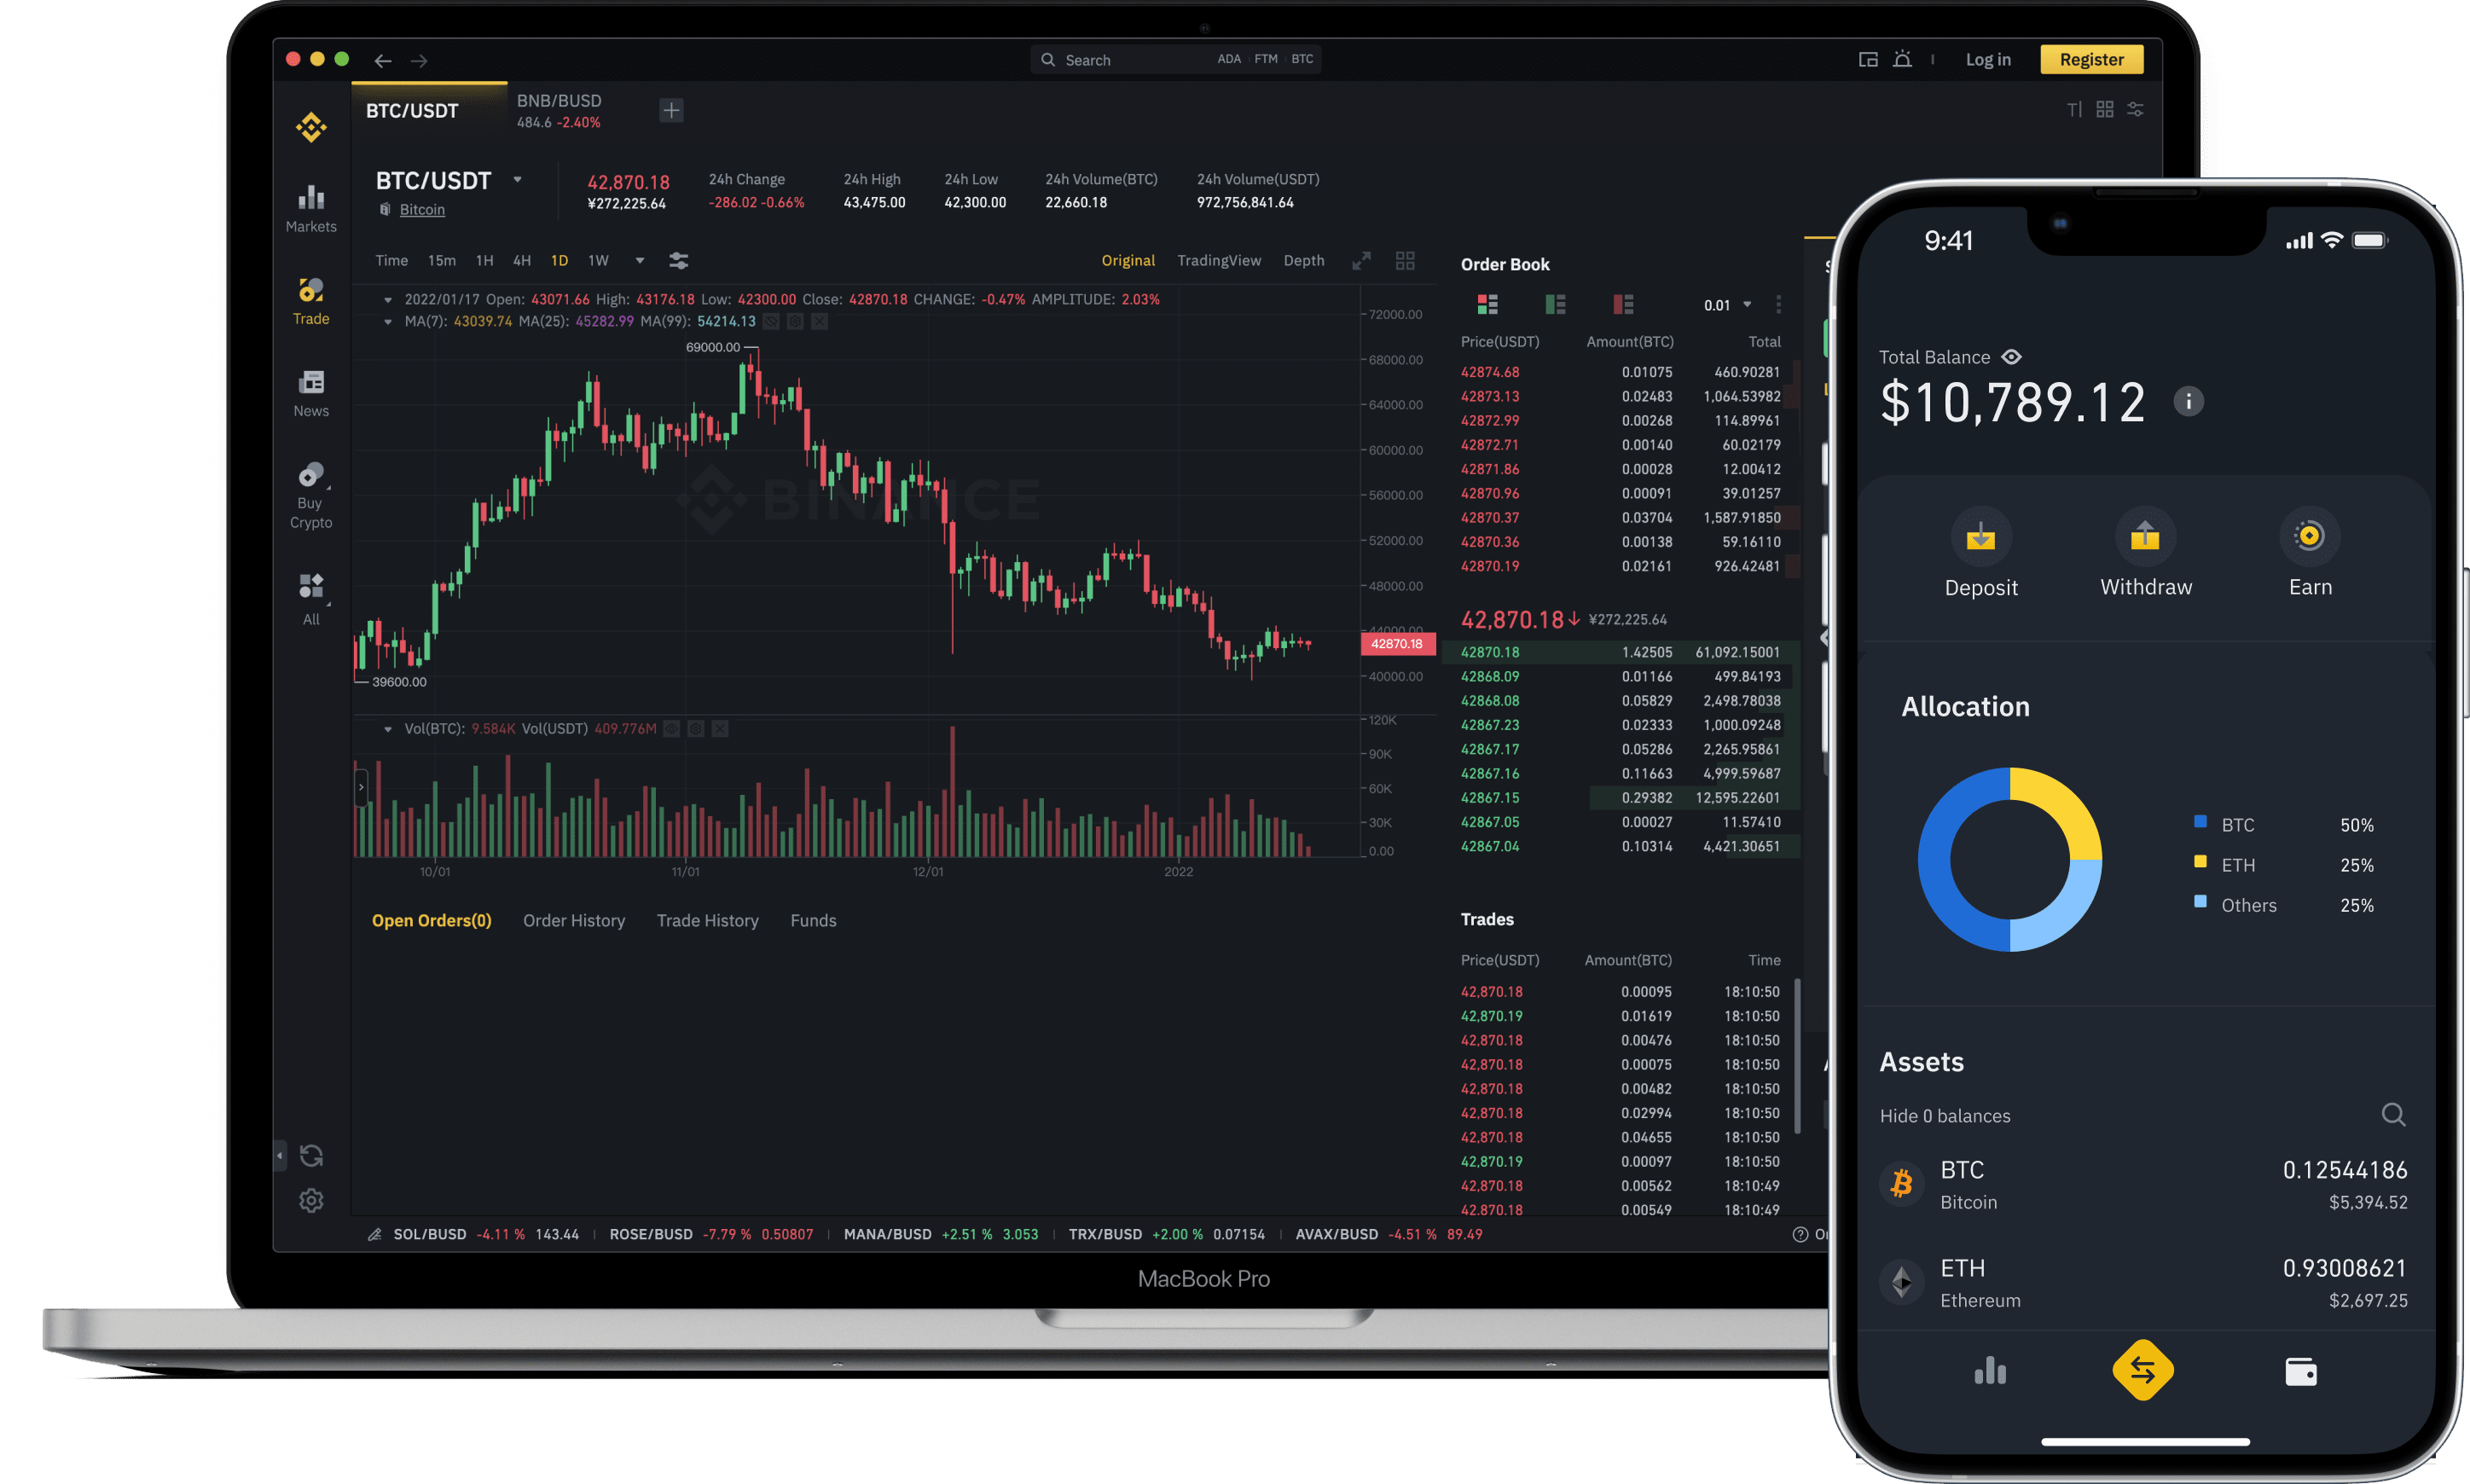 Search ADA FTM BTC
Log in Register
BTC/USDT
BNB/BUSD
484.6 -2.40%
BTC/USDT
Bitcoin
42,870.18
¥272,225.64
24h Change
-286.02 -0.66%
24h High
43,475.00
24h Low
42,300.00
24h Volume(BTC)
22,660.18
24h Volume(USDT)
972,756,841.64
Markets
Trade
News
Buy
Crypto
All
Time 15m 1H 4H 1D 1W
Original TradingView Depth
2022/01/17 Open: 43071.66 High: 43176.18 Low: 42300.00 Close: 42870.18 CHANGE: -0.47% AMPLITUDE: 2.03%
MA(7): 43039.74 MA(25): 45282.99 MA(99): 54214.13
69000.00
39600.00
BINANCE
72000.00
68000.00
64000.00
60000.00
56000.00
52000.00
48000.00
44000.00
42870.18
40000.00
Vol(BTC): 9.584K Vol(USDT) 409.776M
120K
90K
60K
30K
0.00
10/01 11/01 12/01 2022
Open Orders(0) Order History Trade History Funds
Order Book
0.01
Price(USDT) Amount(BTC) Total
42874.68 0.01075 460.90281
42873.13 0.02483 1,064.53982
42872.99 0.00268 114.89961
42872.71 0.00140 60.02179
42871.86 0.00028 12.00412
42870.96 0.00091 39.01257
42870.37 0.03704 1,587.91850
42870.36 0.00138 59.16110
42870.19 0.02161 926.42481
42,870.18↓ ¥272,225.64
42870.18 1.42505 61,092.15001
42868.09 0.01166 499.84193
42868.08 0.05829 2,498.78038
42867.23 0.02333 1,000.09248
42867.17 0.05286 2,265.95861
42867.16 0.11663 4,999.59687
42867.15 0.29382 12,595.22601
42867.05 0.00027 11.57410
42867.04 0.10314 4,421.30651
Trades
Price(USDT) Amount(BTC) Time
42,870.18 0.00095 18:10:50
42,870.19 0.01619 18:10:50
42,870.18 0.00476 18:10:50
42,870.18 0.00075 18:10:50
42,870.18 0.00482 18:10:50
42,870.18 0.02994 18:10:50
42,870.18 0.04655 18:10:50
42,870.19 0.00097 18:10:50
42,870.18 0.00562 18:10:49
42,870.18 0.00549 18:10:49
SOL/BUSD -4.11 % 143.44 ROSE/BUSD -7.79 % 0.50807 MANA/BUSD +2.51 % 3.053 TRX/BUSD +2.00 % 0.07154 AVAX/BUSD -4.51 % 89.49
MacBook Pro
9:41
Total Balance
$10,789.12
Deposit Withdraw Earn
Allocation
BTC 50%
ETH 25%
Others 25%
Assets
Hide 0 balances
BTC 0.12544186
Bitcoin $5,394.52
ETH 0.93008621
Ethereum $2,697.25